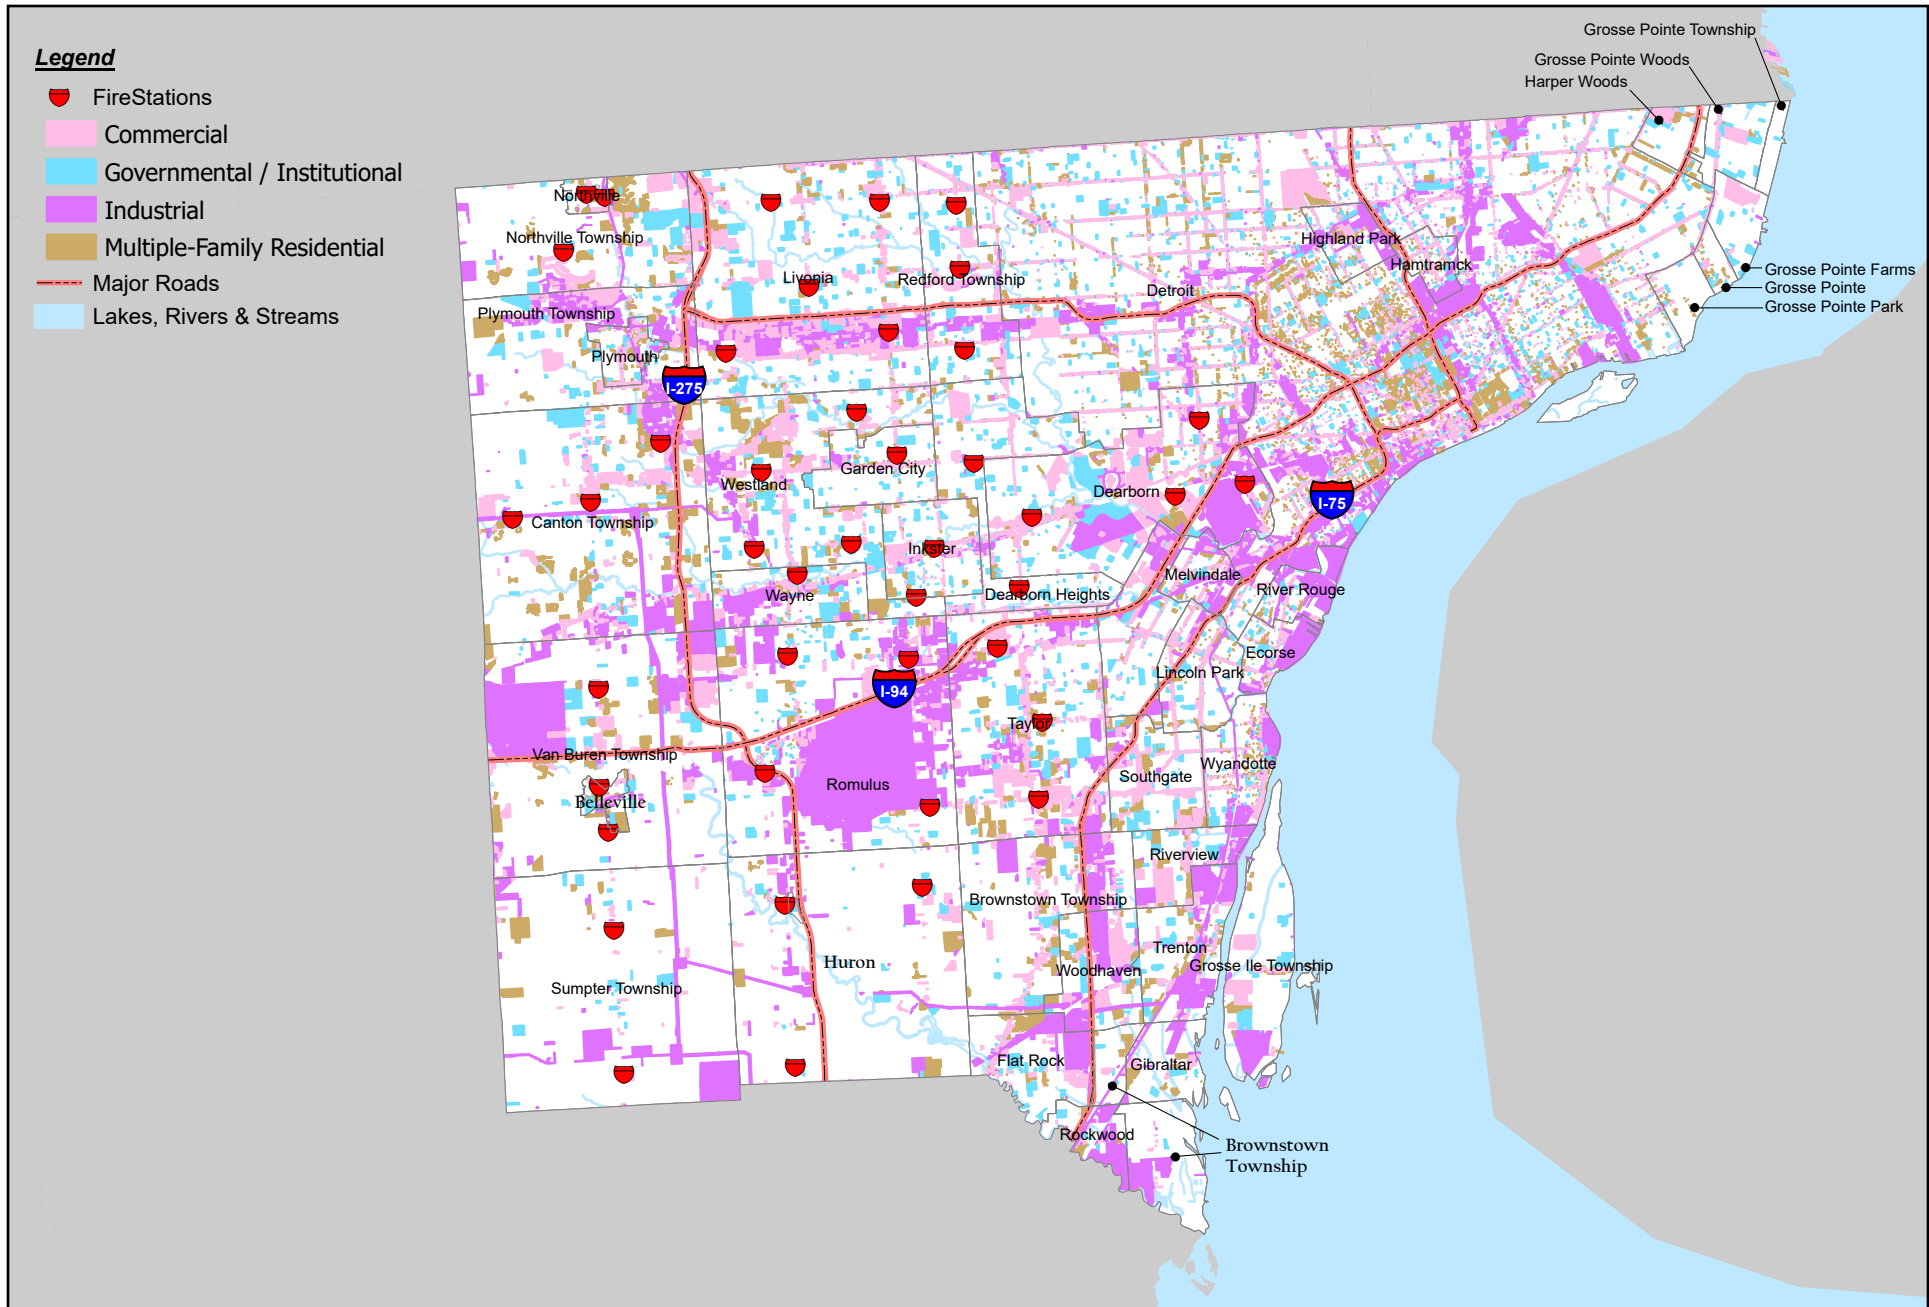 Legend
FireStations
Commercial
Governmental / Institutional
Industrial
Multiple-Family Residential
Major Roads
Lakes, Rivers & Streams
Grosse Pointe Township
Grosse Pointe Woods
Harper Woods
Northville
Northville Township
Livonia
Redford Township
Highland Park
Hamtramck
Detroit
Grosse Pointe Farms
Grosse Pointe
Grosse Pointe Park
Plymouth Township
Plymouth
I-275
Garden City
Westland
Dearborn
I-75
Canton Township
Inkster
Melvindale
River Rouge
Wayne
Dearborn Heights
Ecorse
Lincoln Park
I-94
Taylor
Van Buren Township
Southgate
Wyandotte
Romulus
Belleville
Riverview
Brownstown Township
Trenton
Huron
Woodhaven
Grosse Ile Township
Sumpter Township
Flat Rock
Gibraltar
Rockwood
Brownstown
Township